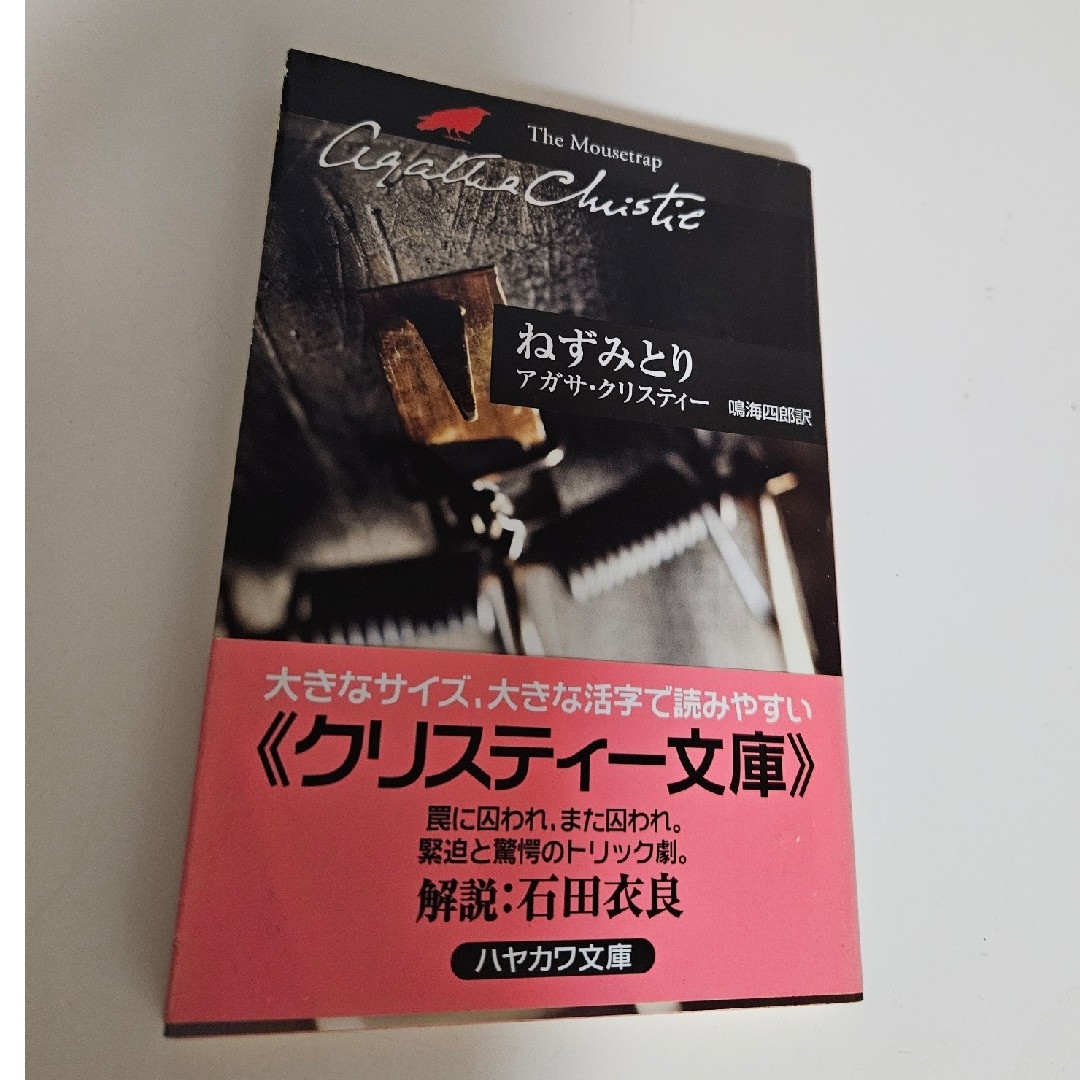 The Mousetrap
Agatha Christie
ねずみとり
アガサ・クリスティー 鳴海四郎訳
大きなサイズ、大きな活字で読みやすい
《クリスティー文庫》
罠に囚われ、また囚われ。
緊迫と驚愕のトリック劇。
解説：石田衣良
ハヤカワ文庫